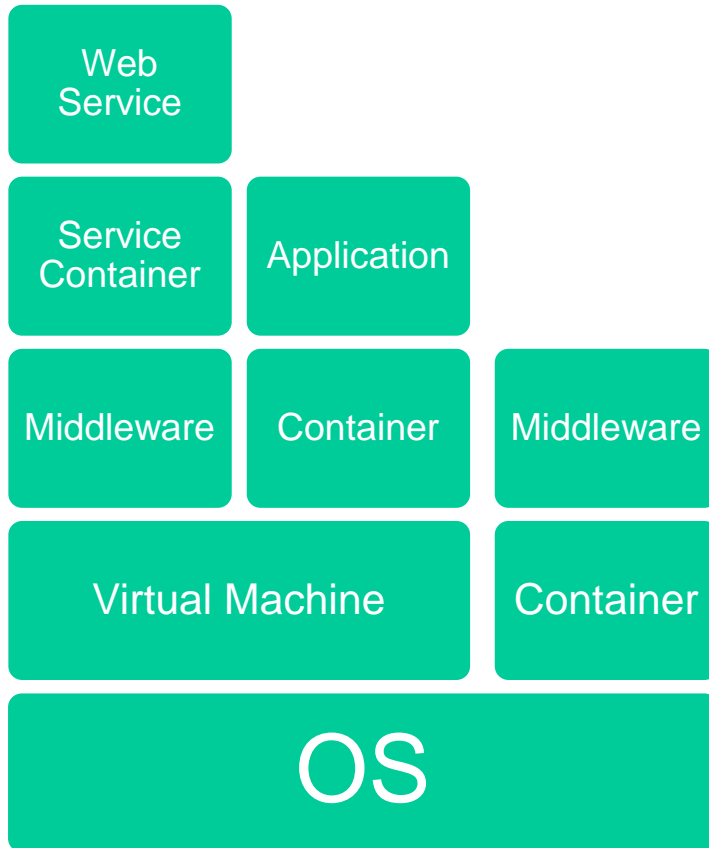 Web
Service
Service
Container
Application
Middleware
Container
Middleware
Virtual Machine
Container
OS